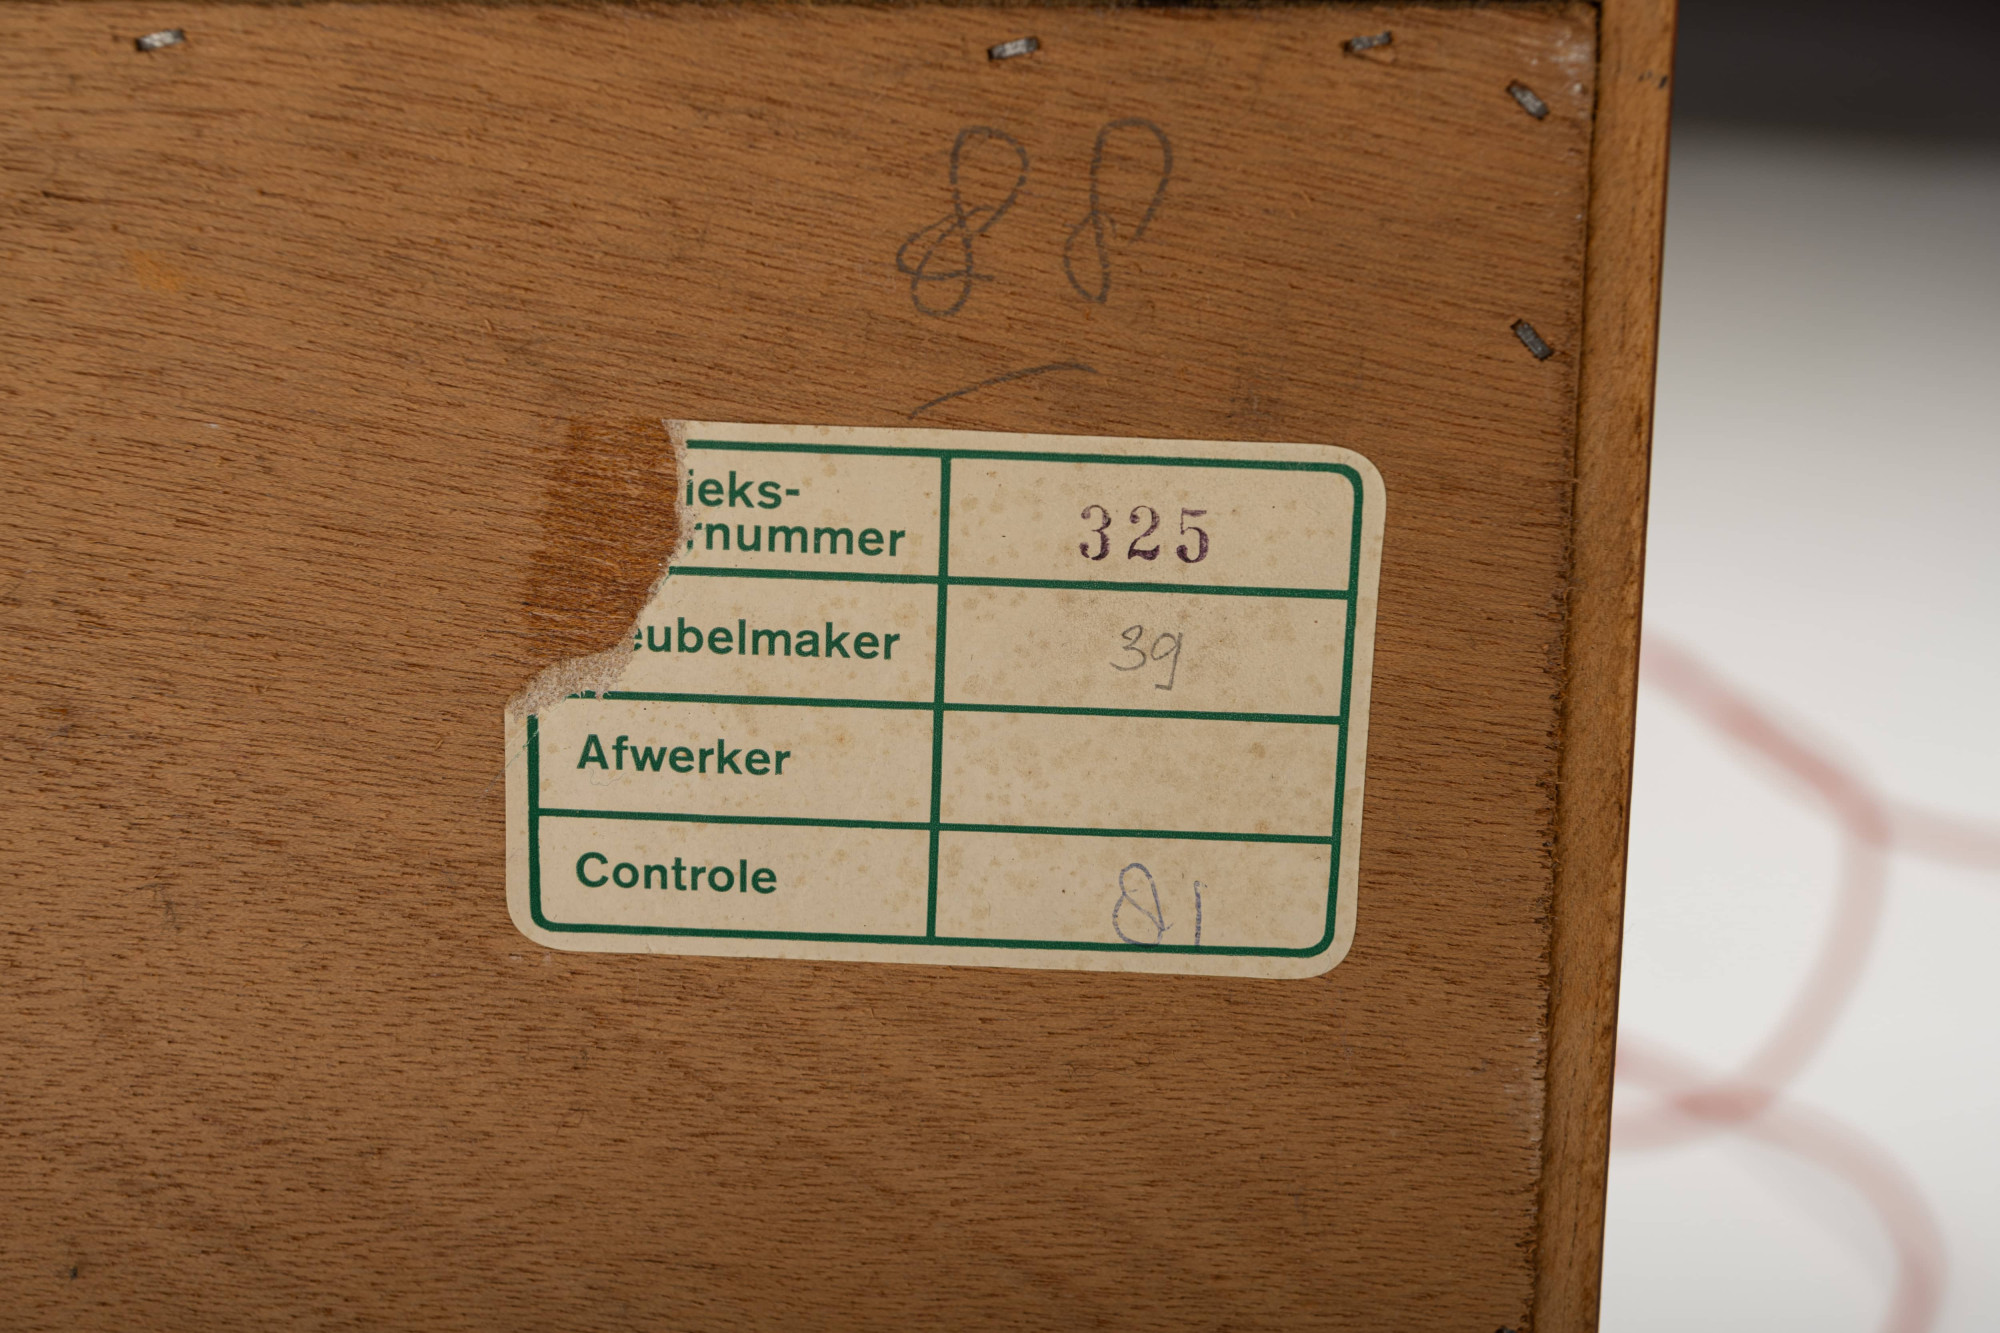 88
ieks-
rnummer 325
eubelmaker 39
Afwerker
Controle 81